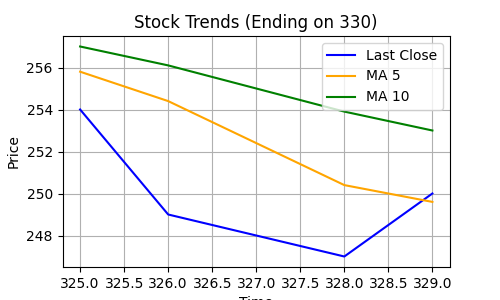 Stock Trends (Ending on 330)
Last Close
MA 5
MA 10
Price
256
254
252
250
248
325.0 325.5 326.0 326.5 327.0 327.5 328.0 328.5 329.0